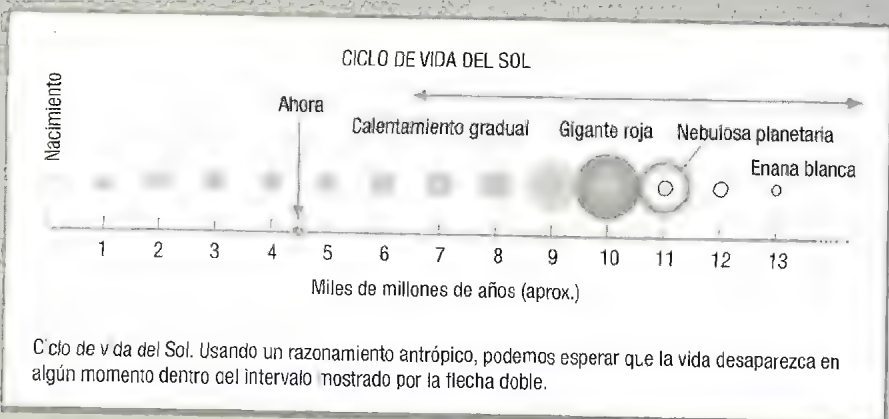 CICLO DE VIDA DEL SOL
Nacimiento
Ahora
Calentamiento gradual Gigante roja Nebulosa planetaria
Enana blanca
1 2 3 4 5 6 7 8 9 10 11 12 13
Miles de millones de años (aprox.)
Ciclo de vida del Sol. Usando un razonamiento antrópico, podemos esperar que la vida desaparezca en
algún momento dentro del intervalo mostrado por la flecha doble.